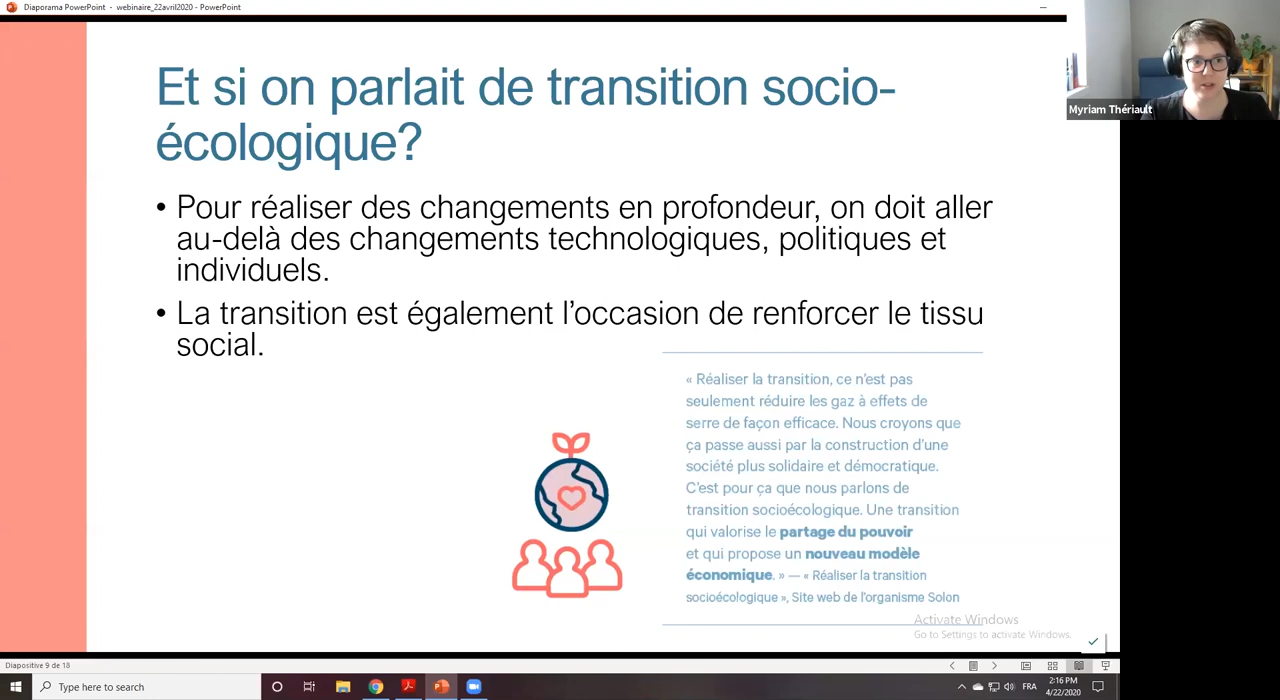 Diaporama PowerPoint - webinaire_22avril2020 - PowerPoint
Myriam Thériault
Et si on parlait de transition socio-
écologique?
• Pour réaliser des changements en profondeur, on doit aller
au-delà des changements technologiques, politiques et
individuels.
• La transition est également l’occasion de renforcer le tissu
social.
« Réaliser la transition, ce n’est pas
seulement réduire les gaz à effets de
serre de façon efficace. Nous croyons que
ça passe aussi par la construction d’une
société plus solidaire et démocratique.
C’est pour ça que nous parlons de
transition socioécologique. Une transition
qui valorise le partage du pouvoir
et qui propose un nouveau modèle
économique. » — « Réaliser la transition
socioécologique », Site web de l’organisme Solon
Activate Windows
Go to Settings to activate Windows.
Diapositive 9 de 18
Type here to search
FRA
2:16 PM
4/22/2020